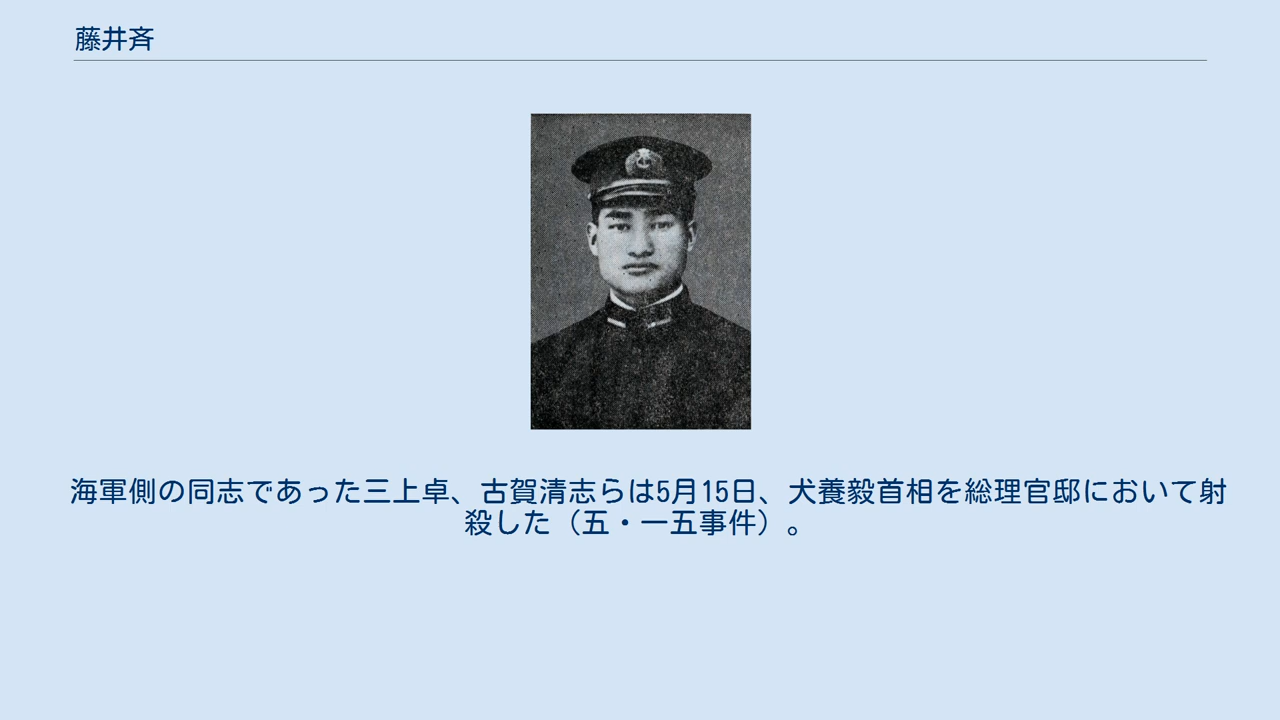 藤井斉
海軍側の同志であった三上卓、古賀清志らは5月15日、犬養毅首相を総理官邸において射
殺した（五・一五事件）。